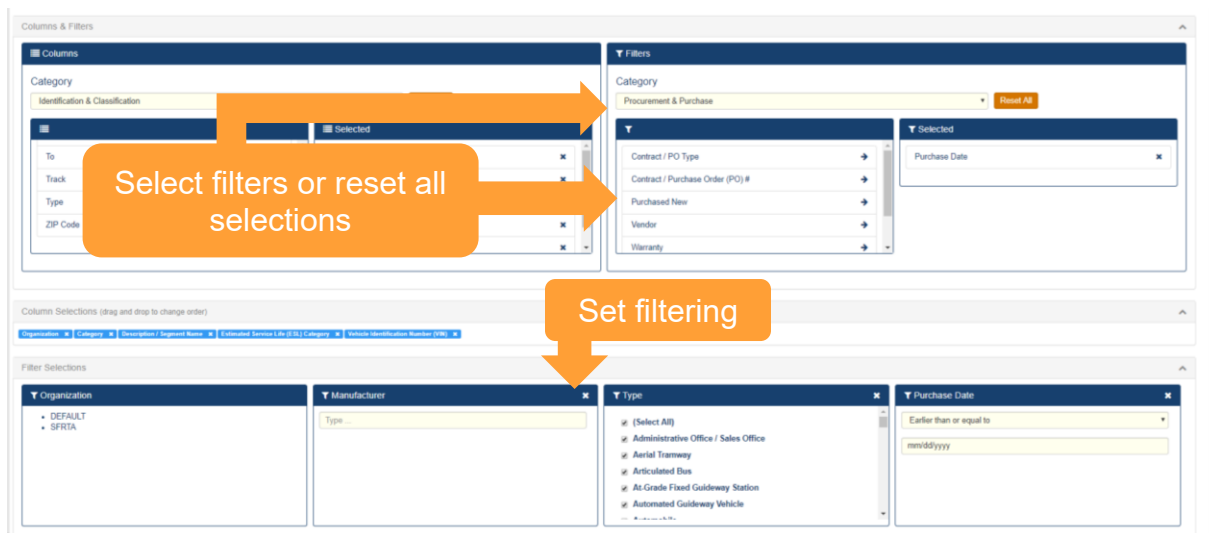 Columns & Filters
Columns
Category
Identification & Classification
Selected
To
Track
Type
ZIP Code
Filters
Category
Procurement & Purchase
Reset All
Contract / PO Type
Contract / Purchase Order (PO) #
Purchased New
Vendor
Warranty
Selected
Purchase Date
Select filters or reset all
selections
Set filtering
Column Selections (drag and drop to change order)
Organization Category Description / Segment Name Estimated Service Life (ESL) Category Vehicle Identification Number (VIN)
Filter Selections
Organization
DEFAULT
SFRTA
Manufacturer
Type ...
Type
(Select All)
Administrative Office / Sales Office
Aerial Tramway
Articulated Bus
At-Grade Fixed Guideway Station
Automated Guideway Vehicle
Purchase Date
Earlier than or equal to
mm/dd/yyyy